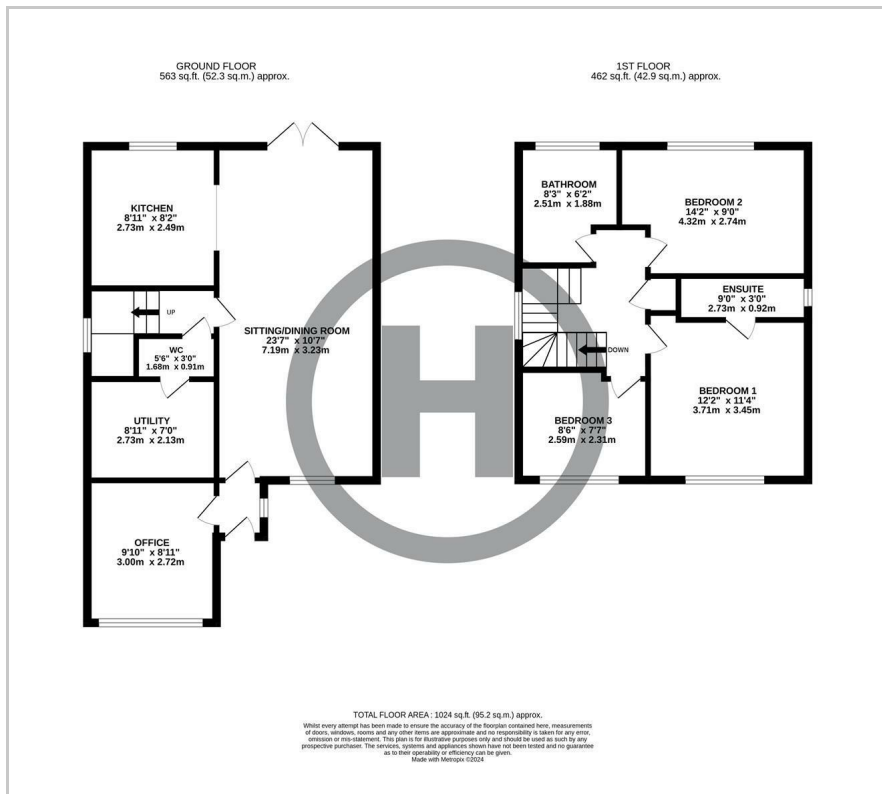 GROUND FLOOR
563 sq.ft. (52.3 sq.m.) approx.
1ST FLOOR
462 sq.ft. (42.9 sq.m.) approx.
KITCHEN
8'11" x 8'2"
2.73m x 2.49m
UP
WC
5'6" x 3'0"
1.68m x 0.91m
SITTING/DINING ROOM
23'7" x 10'7"
7.19m x 3.23m
UTILITY
8'11" x 7'0"
2.73m x 2.13m
OFFICE
9'10" x 8'11"
3.00m x 2.72m
BATHROOM
8'3" x 6'2"
2.51m x 1.88m
BEDROOM 2
14'2" x 9'0"
4.32m x 2.74m
ENSUITE
9'0" x 3'0"
2.73m x 0.92m
DOWN
BEDROOM 1
12'2" x 11'4"
3.71m x 3.45m
BEDROOM 3
8'6" x 7'7"
2.59m x 2.31m
H
TOTAL FLOOR AREA : 1024 sq.ft. (95.2 sq.m.) approx.
Whilst every attempt has been made to ensure the accuracy of the floorplan contained here, measurements
of doors, windows, rooms and any other items are approximate and no responsibility is taken for any error,
omission or mis-statement. This plan is for illustrative purposes only and should be used as such by any
prospective purchaser. The services, systems and appliances shown have not been tested and no guarantee
as to their operability or efficiency can be given.
Made with Metropix ©2024